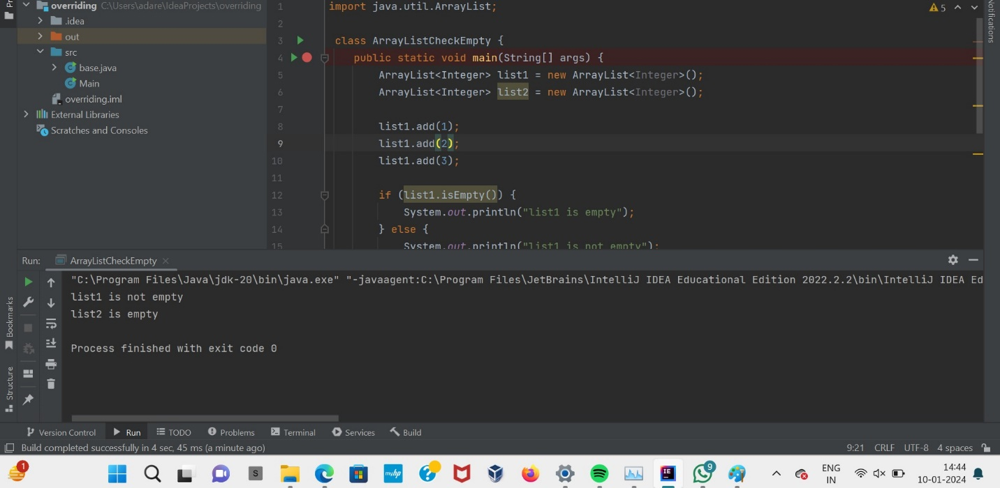 overriding C:\Users\adare\IdeaProjects\overriding
.idea
out
src
base.java
Main
overriding.iml
External Libraries
Scratches and Consoles
1 import java.util.ArrayList;
2
3 class ArrayListCheckEmpty {
4 public static void main(String[] args) {
5 ArrayList<Integer> list1 = new ArrayList<Integer>();
6 ArrayList<Integer> list2 = new ArrayList<Integer>();
7
8 list1.add(1);
9 list1.add(2);
10 list1.add(3);
11
12 if (list1.isEmpty()) {
13 System.out.println("list1 is empty");
14 } else {
15 System.out.println("list1 is not empty");
5
Notifications
Run: ArrayListCheckEmpty
"C:\Program Files\Java\jdk-20\bin\java.exe" "-javaagent:C:\Program Files\JetBrains\IntelliJ IDEA Educational Edition 2022.2.2\bin\IntelliJ IDEA Ed
list1 is not empty
list2 is empty
Process finished with exit code 0
Bookmarks
Structure
Version Control Run TODO Problems Terminal Services Build
Build completed successfully in 4 sec, 45 ms (a minute ago) 9:21 CRLF UTF-8 4 spaces
1 S myhp IE 9 ENG 14:44
IN 10-01-2024